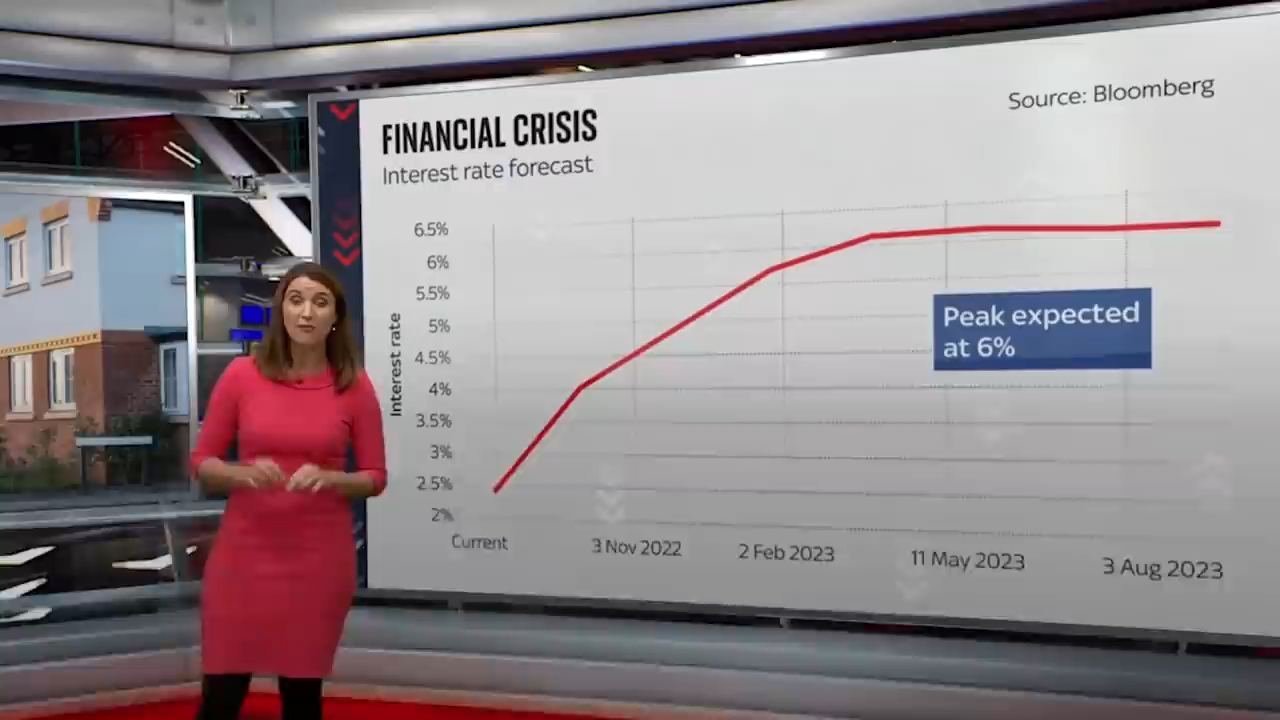 FINANCIAL CRISIS
Interest rate forecast
Source: Bloomberg
Interest rate
6.5%
6%
5.5%
5%
4.5%
4%
3.5%
3%
2.5%
2%
Peak expected
at 6%
Current
3 Nov 2022
2 Feb 2023
11 May 2023
3 Aug 2023